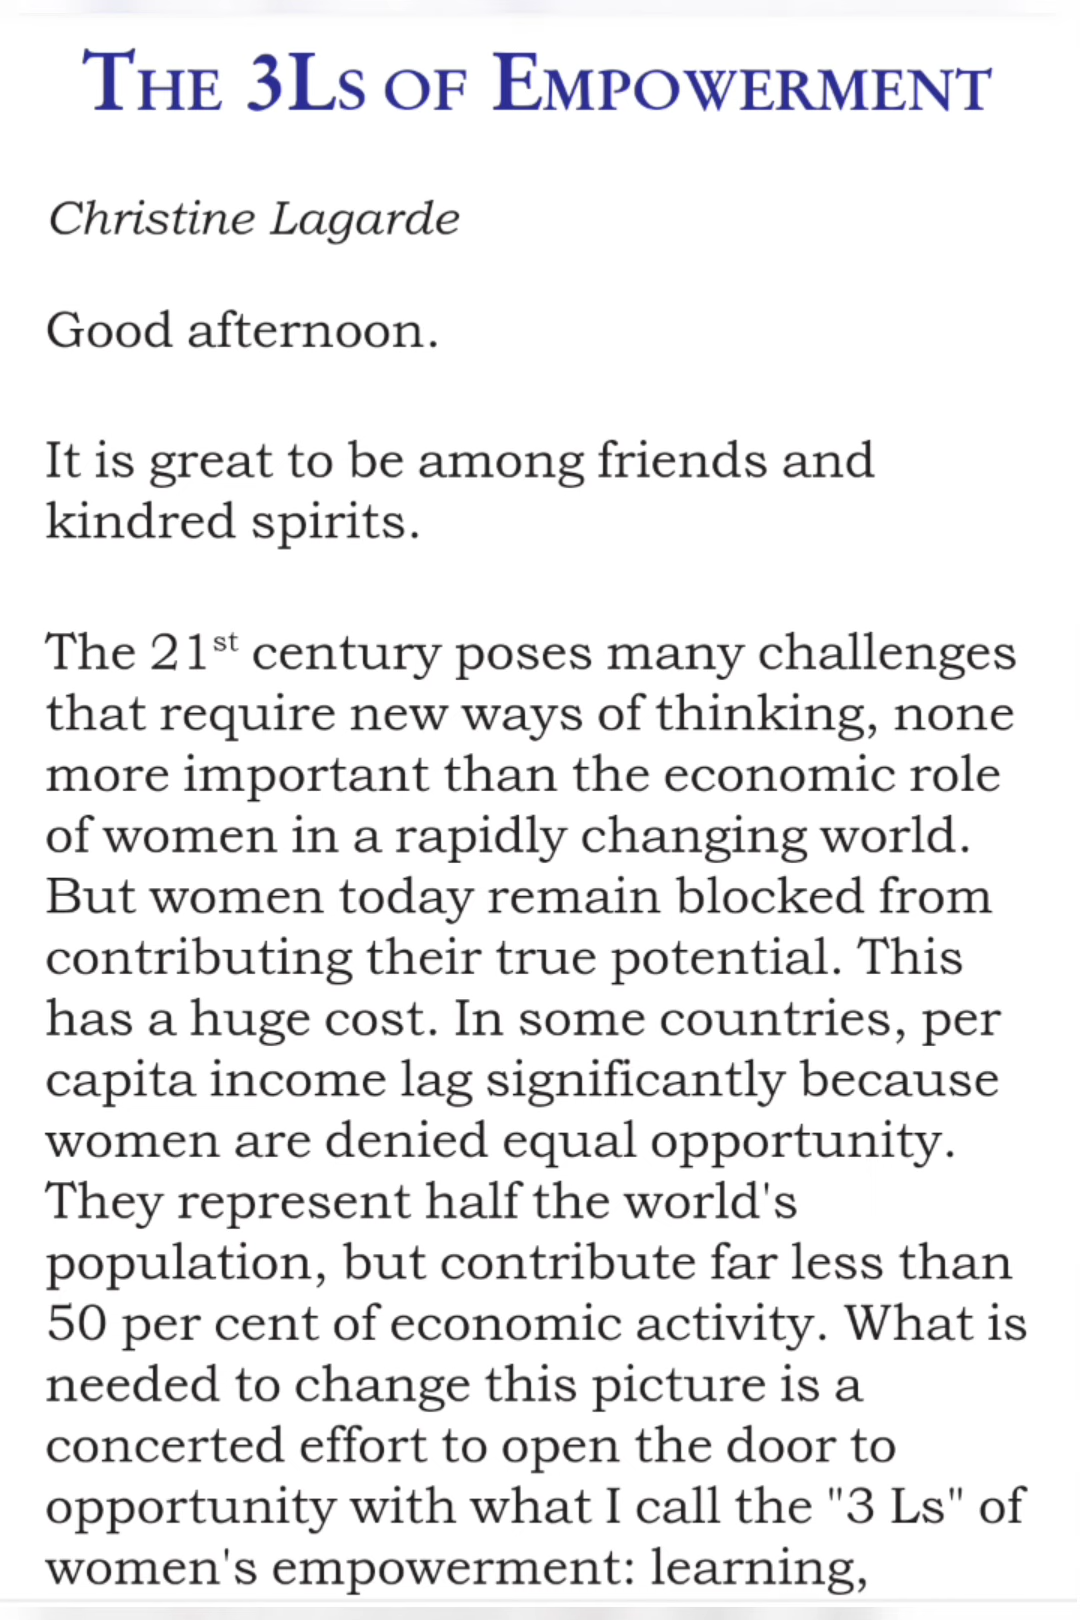 The 3Ls of Empowerment
Christine Lagarde
Good afternoon.
It is great to be among friends and
kindred spirits.
The 21st century poses many challenges
that require new ways of thinking, none
more important than the economic role
of women in a rapidly changing world.
But women today remain blocked from
contributing their true potential. This
has a huge cost. In some countries, per
capita income lag significantly because
women are denied equal opportunity.
They represent half the world's
population, but contribute far less than
50 per cent of economic activity. What is
needed to change this picture is a
concerted effort to open the door to
opportunity with what I call the "3 Ls" of
women's empowerment: learning,